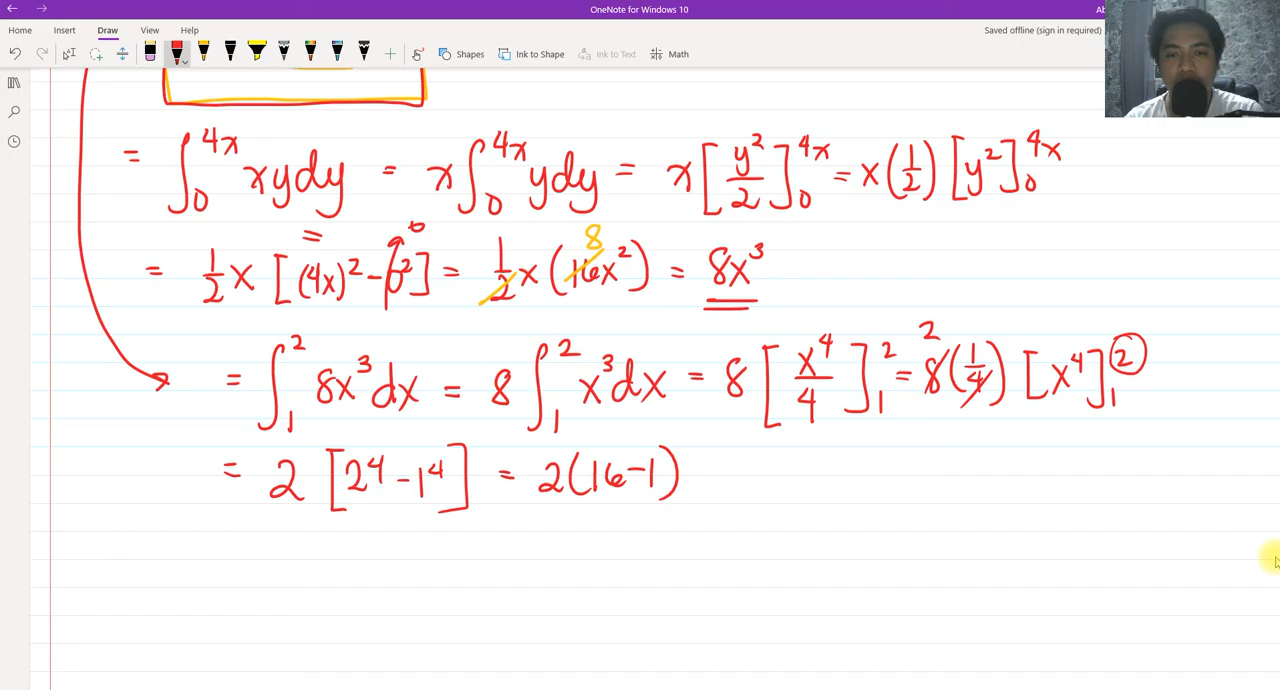 OneNote for Windows 10
Home Insert Draw View Help
Saved offline (sign in required)
Shapes Ink to Shape Ink to Text Math
= ∫₀^{4x} xydy = x∫₀^{4x} ydy = x[y²/2]₀^{4x} = x(1/2)[y²]₀^{4x}
= 1/2 x [(4x)² - 0²] = 1/2 x (16x²) = 8x³
0
8
= ∫₁² 8x³dx = 8∫₁² x³dx = 8[x⁴/4]₁² = 8(1/4)[x⁴]₁²
2
= 2 [2⁴ - 1⁴] = 2(16-1)